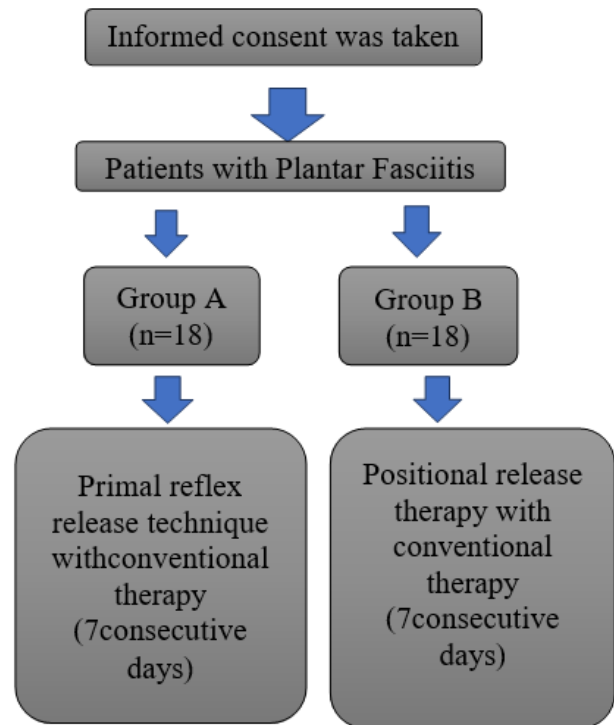 Informed consent was taken
Patients with Plantar Fasciitis
Group A
(n=18)
Group B
(n=18)
Primal reflex
release technique
withconventional
therapy
(7consecutive
days)
Positional release
therapy with
conventional
therapy
(7consecutive
days)